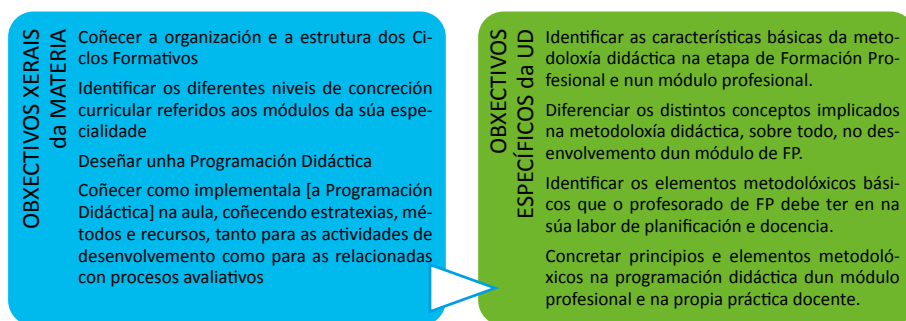 OBXECTIVOS XERAIS
da MATERIA
Coñecer a organización e a estrutura dos Ci-
clos Formativos
Identificar os diferentes niveis de concreción
curricular referidos aos módulos da súa espe-
cialidade
Deseñar unha Programación Didáctica
Coñecer como implementala [a Programación
Didáctica] na aula, coñecendo estratexias, mé-
todos e recursos, tanto para as actividades de
desenvolvemento como para as relacionadas
con procesos avaliativos
OBXECTIVOS
ESPECÍFICOS da UD
Identificar as características básicas da meto-
doloxía didáctica na etapa de Formación Pro-
fesional e nun módulo profesional.
Diferenciar os distintos conceptos implicados
na metodoloxía didáctica, sobre todo, no des-
envolvemento dun módulo de FP.
Identificar os elementos metodolóxicos bási-
cos que o profesorado de FP debe ter en na
súa labor de planificación e docencia.
Concretar principios e elementos metodoló-
xicos na programación didáctica dun módulo
profesional e na propia práctica docente.